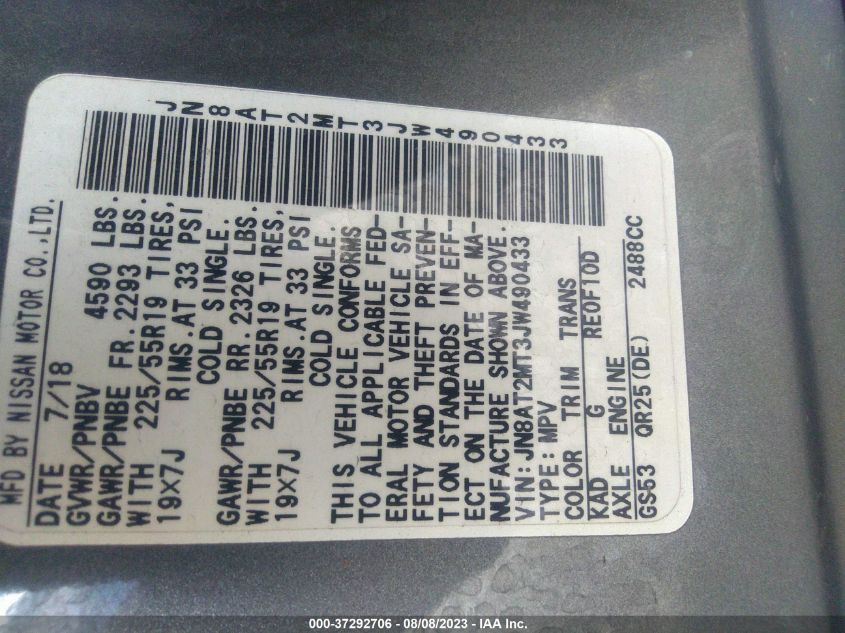 JN8AT2MT3JW490433
MFD BY NISSAN MOTOR CO.,LTD.
DATE 7/18
GVWR/PNBV 4590 LBS.
GAWR/PNBE FR. 2293 LBS.
WITH 225/55R19 TIRES,
19X7J RIMS. AT 33 PSI
COLD SINGLE.
GAWR/PNBE RR. 2326 LBS.
WITH 225/55R19 TIRES,
19X7J RIMS. AT 33 PSI
COLD SINGLE.
THIS VEHICLE CONFORMS
TO ALL APPLICABLE FED-
ERAL MOTOR VEHICLE SA-
FETY AND THEFT PREVEN-
TION STANDARDS IN EFF-
ECT ON THE DATE OF MA-
NUFACTURE SHOWN ABOVE.
VIN: JN8AT2MT3JW490433
TYPE: MPV
COLOR TRIM TRANS
KAD G RE0F10D
AXLE ENGINE
GS53 QR25(DE) 2488CC
000-37292706 - 08/08/2023 - IAA Inc.